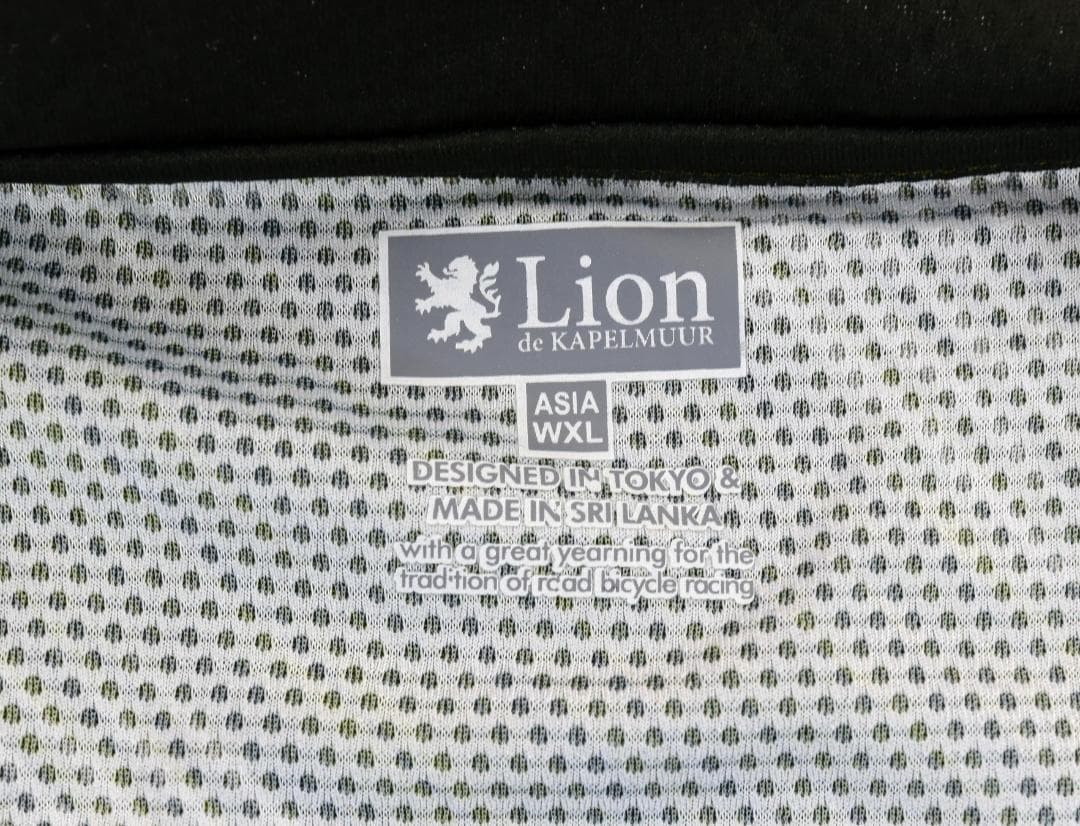 Lion
de KAPELMUUR
ASIA
WXL
DESIGNED IN TOKYO &
MADE IN SRI LANKA
with a great yearning for the
tradition of road bicycle racing